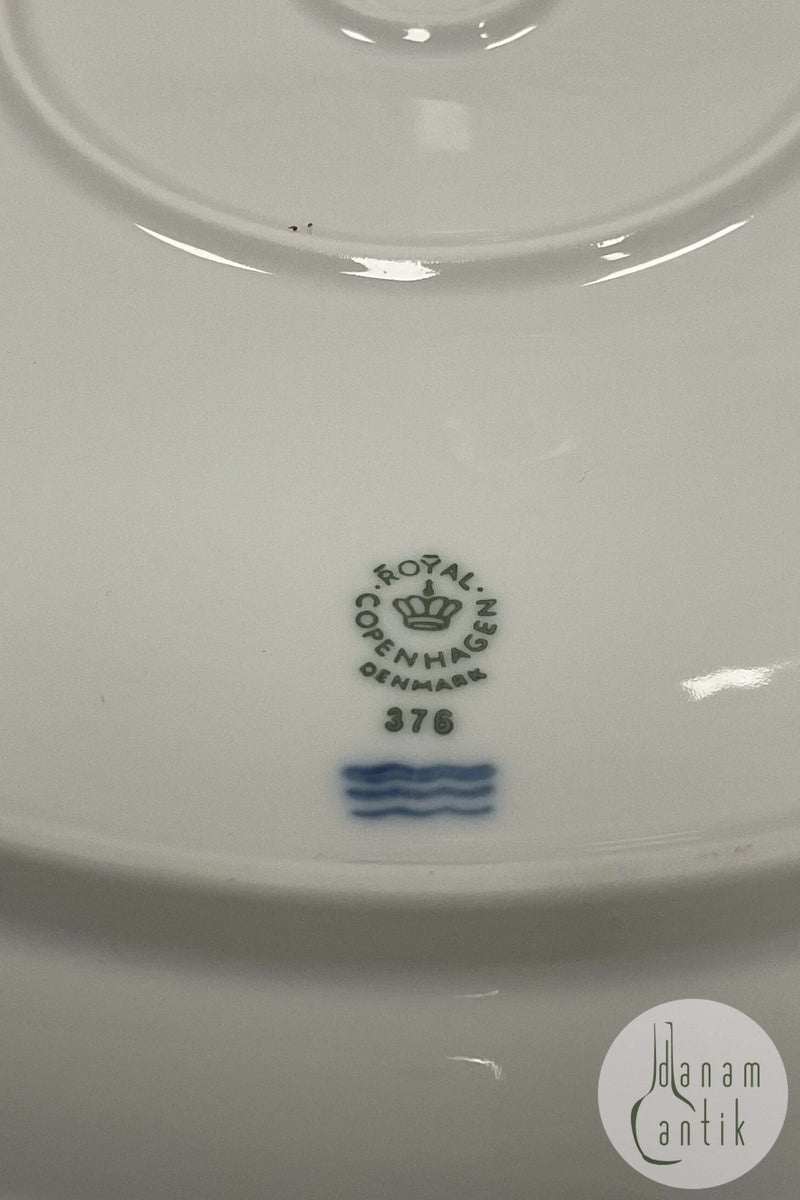 ROYAL
COPENHAGEN
DENMARK
376
danam
antik